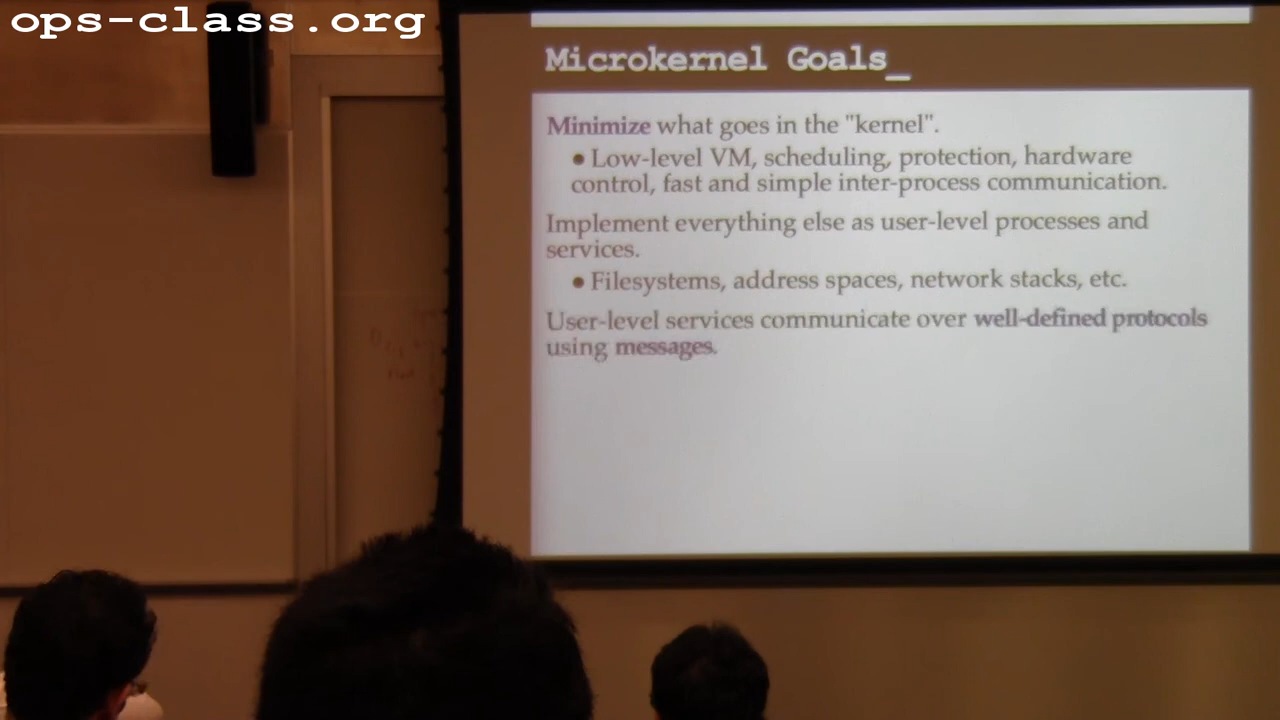 ops-class.org
Microkernel Goals_
Minimize what goes in the "kernel".
• Low-level VM, scheduling, protection, hardware
control, fast and simple inter-process communication.
Implement everything else as user-level processes and
services.
• Filesystems, address spaces, network stacks, etc.
User-level services communicate over well-defined protocols
using messages.